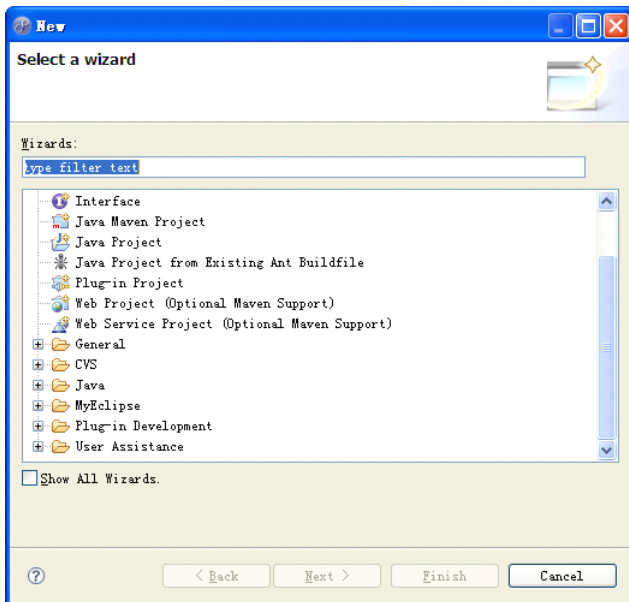 New
Select a wizard
Wizards:
type filter text
Interface
Java Maven Project
Java Project
Java Project from Existing Ant Buildfile
Plug-in Project
Web Project (Optional Maven Support)
Web Service Project (Optional Maven Support)
General
CVS
Java
MyEclipse
Plug-in Development
User Assistance
Show All Wizards.
? < Back Next > Finish Cancel